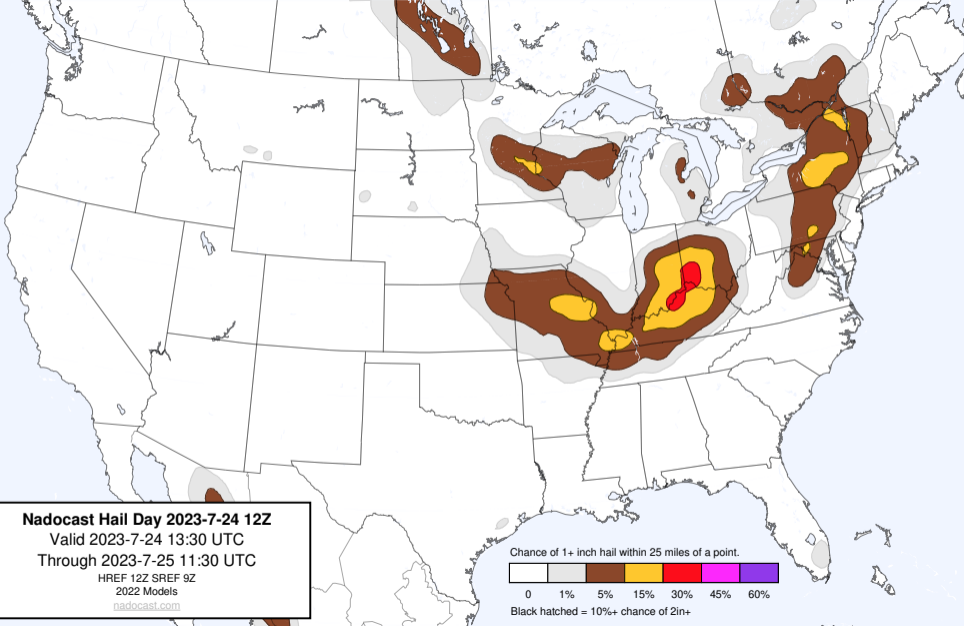 Nadocast Hail Day 2023-7-24 12Z
Valid 2023-7-24 13:30 UTC
Through 2023-7-25 11:30 UTC
HREF 12Z SREF 9Z
2022 Models
nadocast.com
Chance of 1+ inch hail within 25 miles of a point.
0 1% 5% 15% 30% 45% 60%
Black hatched = 10%+ chance of 2in+